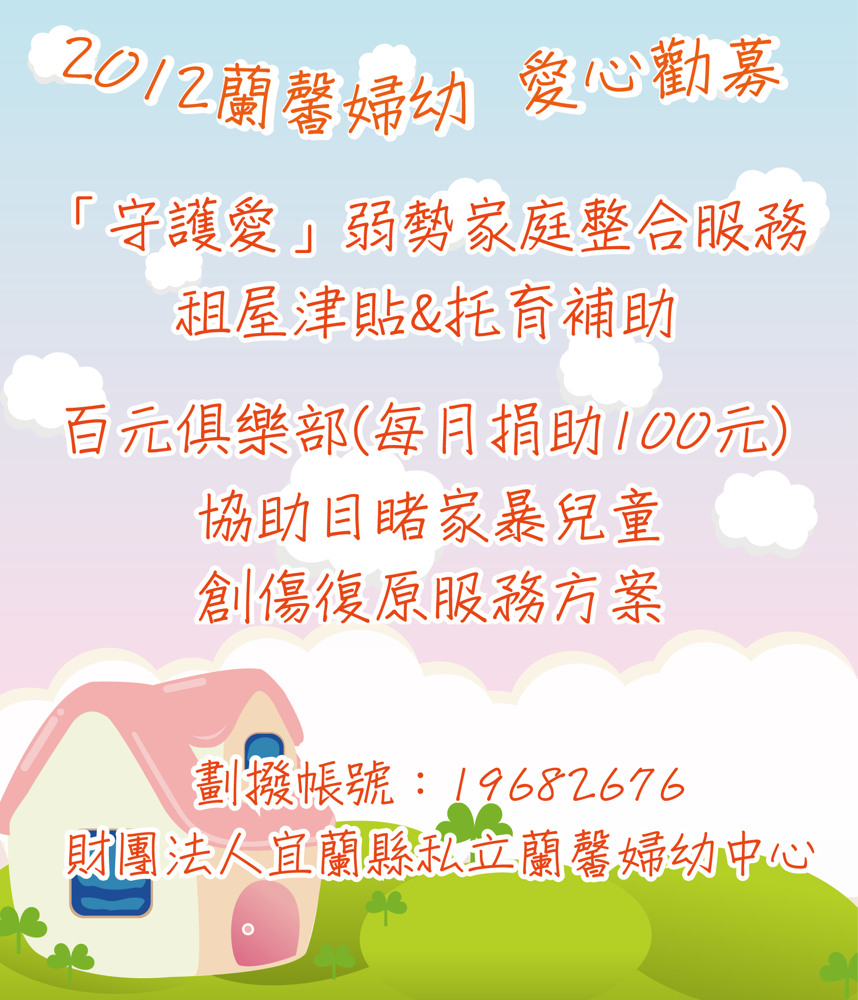 2012蘭馨婦幼 愛心勸募
「守護愛」弱勢家庭整合服務
租屋津貼&托育補助
百元俱樂部(每月捐助100元)
協助目睹家暴兒童
創傷復原服務方案
劃撥帳號：19682676
財團法人宜蘭縣私立蘭馨婦幼中心